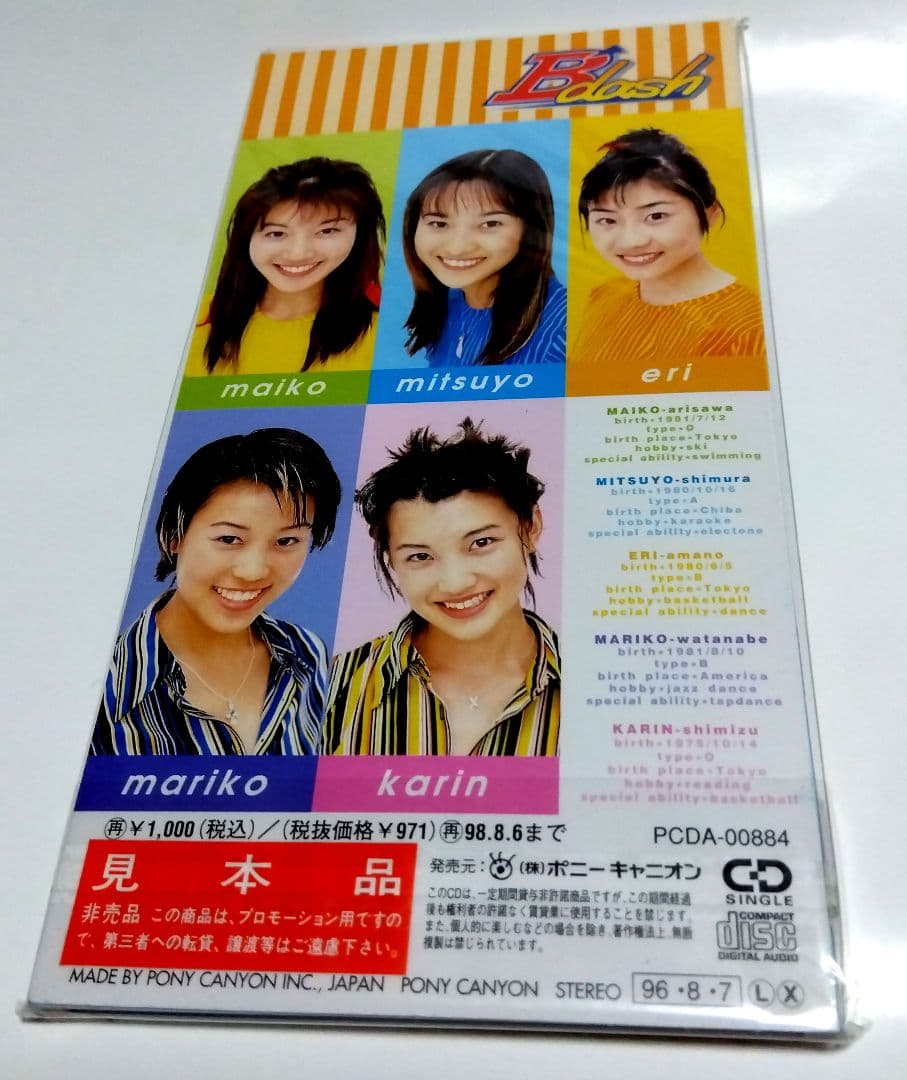 B'dash
maiko
mitsuyo
eri
MAIKO-arisawa
birth•1981/7/12
type•O
birth place•Tokyo
hobby•ski
special ability•swimming
MITSUYO-shimura
birth•1980/10/16
type•A
birth place•Chiba
hobby•karaoke
special ability•electone
ERI-amano
birth•1980/6/5
type•B
birth place•Tokyo
hobby•basketball
special ability•dance
MARIKO-watanabe
birth•1981/8/10
type•B
birth place•America
hobby•jazz dance
special ability•tapdance
KARIN-shimizu
birth•1975/10/14
type•O
birth place•Tokyo
hobby•reading
special ability•basketball
mariko
karin
再¥1,000(税込)/(税抜価格¥971)再98.8.6まで
PCDA-00884
見本品
非売品 この商品は、プロモーション用ですの
で、第三者への転貸、譲渡等はご遠慮下さい。
発売元:(株)ポニーキャニオン
このCDは、一定期間貸与非許諾商品ですが、この期間経過
後も権利者の許諾なく賃貸業に使用することを禁じます。
また、個人的に楽しむなどの場合を除き、著作権法上、無断
複製は禁じられています。
CD
SINGLE
COMPACT
disc
DIGITAL AUDIO
MADE BY PONY CANYON INC., JAPAN PONY CANYON STEREO 96・8・7 L X